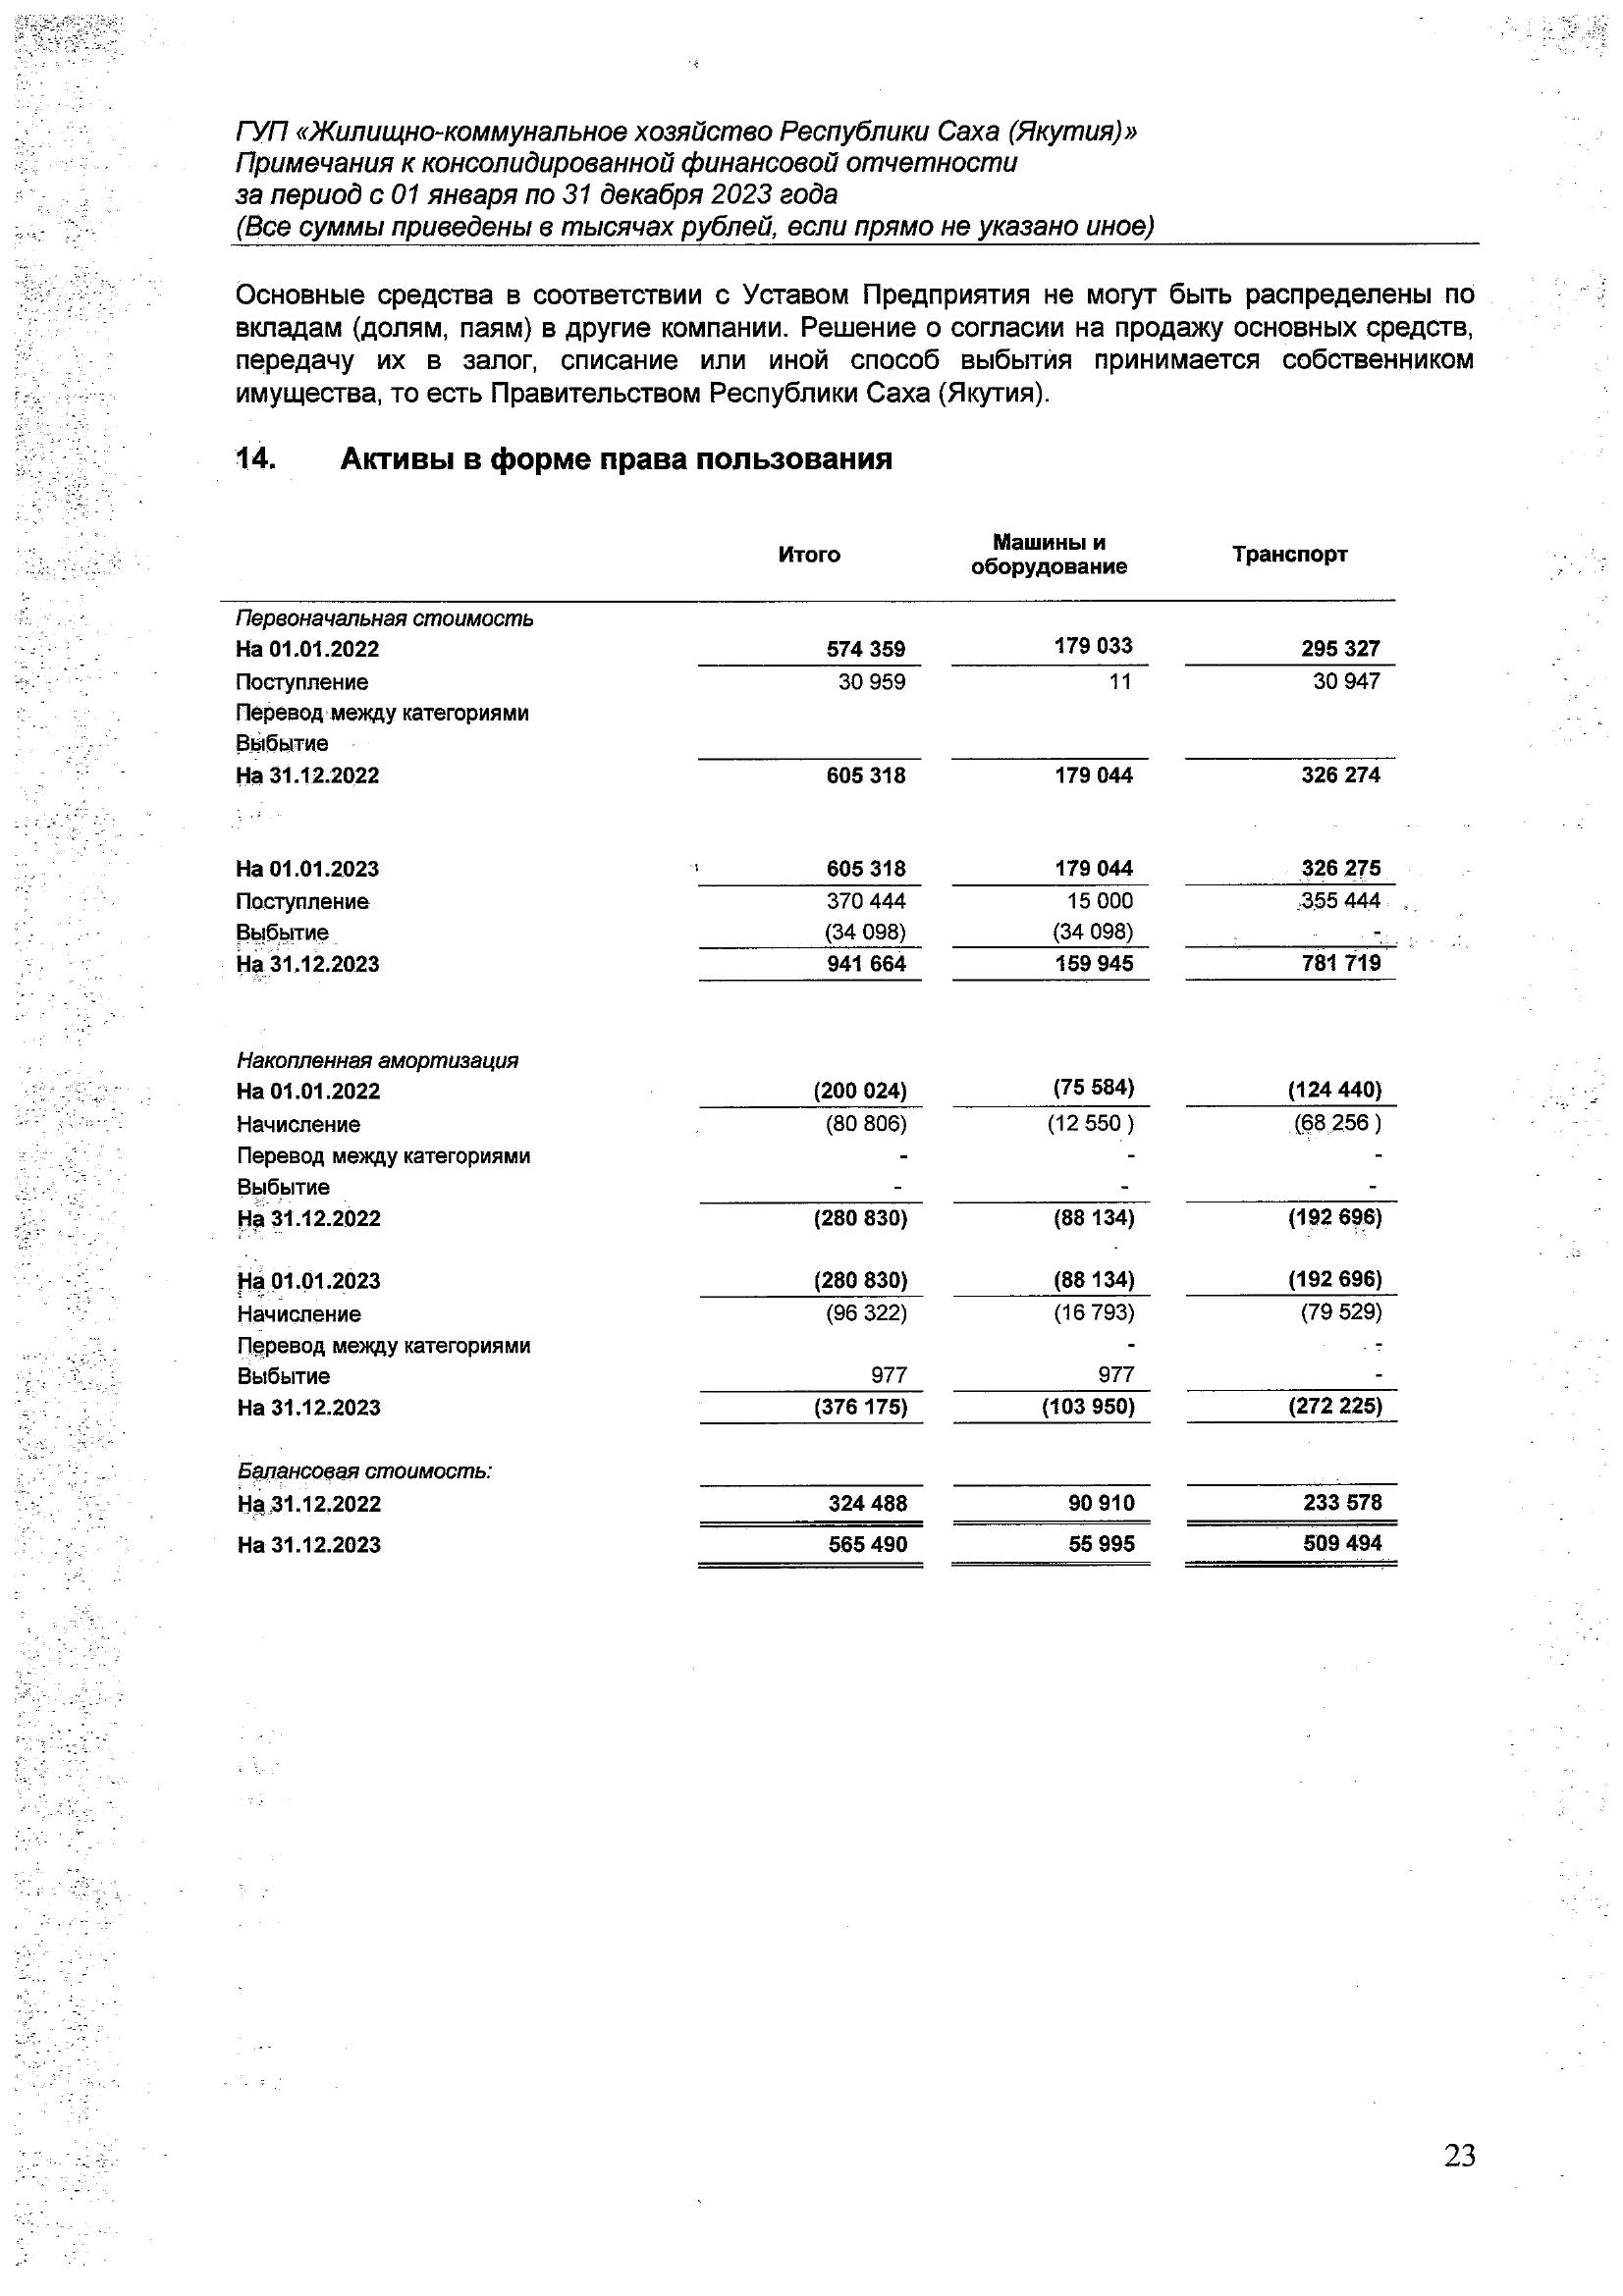 ГУП «Жилищно-коммунальное хозяйство Республики Саха (Якутия)»
Примечания к консолидированной финансовой отчетности
за период с 01 января по 31 декабря 2023 года
(Все суммы приведены в тысячах рублей, если прямо не указано иное)
Основные средства в соответствии с Уставом Предприятия не могут быть распределены по
вкладам (долям, паям) в другие компании. Решение о согласии на продажу основных средств,
передачу их в залог, списание или иной способ выбытия принимается собственником
имущества, то есть Правительством Республики Саха (Якутия).
14. Активы в форме права пользования
Итого Машины и оборудование Транспорт
Первоначальная стоимость
На 01.01.2022 574 359 179 033 295 327
Поступление 30 959 11 30 947
Перевод между категориями
Выбытие
На 31.12.2022 605 318 179 044 326 274
На 01.01.2023 605 318 179 044 326 275
Поступление 370 444 15 000 355 444
Выбытие (34 098) (34 098) -
На 31.12.2023 941 664 159 945 781 719
Накопленная амортизация
На 01.01.2022 (200 024) (75 584) (124 440)
Начисление (80 806) (12 550 ) (68 256 )
Перевод между категориями - - -
Выбытие - - -
На 31.12.2022 (280 830) (88 134) (192 696)
На 01.01.2023 (280 830) (88 134) (192 696)
Начисление (96 322) (16 793) (79 529)
Перевод между категориями - -
Выбытие 977 977 -
На 31.12.2023 (376 175) (103 950) (272 225)
Балансовая стоимость:
На 31.12.2022 324 488 90 910 233 578
На 31.12.2023 565 490 55 995 509 494
23